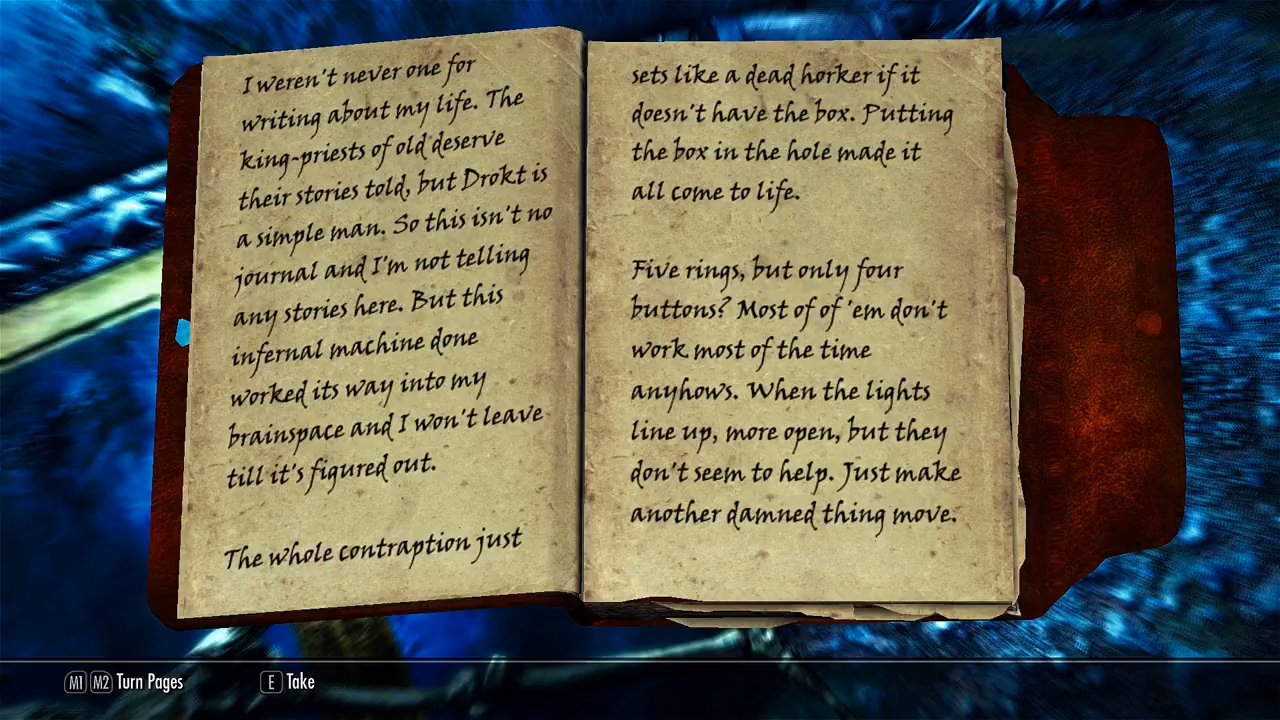 I weren't never one for
writing about my life. The
king-priests of old deserve
their stories told, but Drokt is
a simple man. So this isn't no
journal and I'm not telling
any stories here. But this
infernal machine done
worked its way into my
brainspace and I won't leave
till it's figured out.
The whole contraption just
sets like a dead horker if it
doesn't have the box. Putting
the box in the hole made it
all come to life.
Five rings, but only four
buttons? Most of of 'em don't
work most of the time
anyhows. When the lights
line up, more open, but they
don't seem to help. Just make
another damned thing move.
M1 M2 Turn Pages
E Take